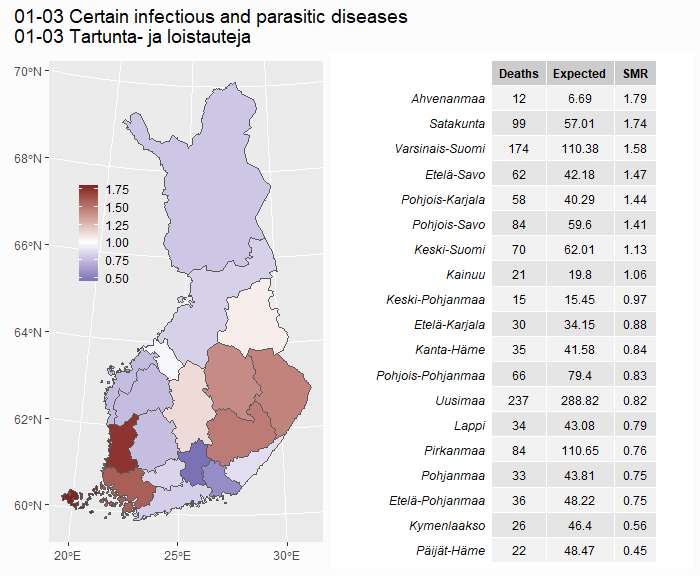 01-03 Certain infectious and parasitic diseases
01-03 Tartunta- ja loistauteja
70°N
68°N
66°N
64°N
62°N
60°N
20°E 25°E 30°E
1.75
1.50
1.25
1.00
0.75
0.50
Deaths Expected SMR
Ahvenanmaa 12 6.69 1.79
Satakunta 99 57.01 1.74
Varsinais-Suomi 174 110.38 1.58
Etelä-Savo 62 42.18 1.47
Pohjois-Karjala 58 40.29 1.44
Pohjois-Savo 84 59.6 1.41
Keski-Suomi 70 62.01 1.13
Kainuu 21 19.8 1.06
Keski-Pohjanmaa 15 15.45 0.97
Etelä-Karjala 30 34.15 0.88
Kanta-Häme 35 41.58 0.84
Pohjois-Pohjanmaa 66 79.4 0.83
Uusimaa 237 288.82 0.82
Lappi 34 43.08 0.79
Pirkanmaa 84 110.65 0.76
Pohjanmaa 33 43.81 0.75
Etelä-Pohjanmaa 36 48.22 0.75
Kymenlaakso 26 46.4 0.56
Päijät-Häme 22 48.47 0.45